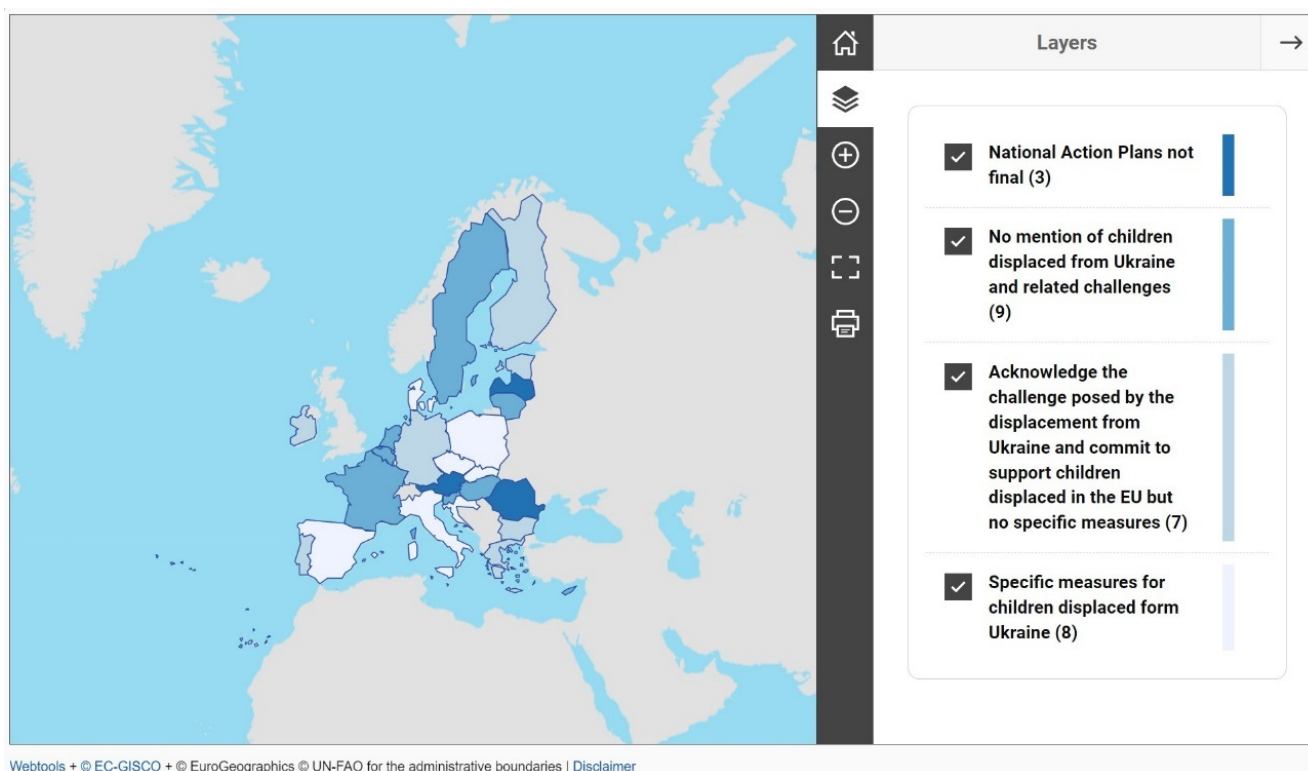 Layers
National Action Plans not
final (3)
No mention of children
displaced from Ukraine
and related challenges
(9)
Acknowledge the
challenge posed by the
displacement from
Ukraine and commit to
support children
displaced in the EU but
no specific measures (7)
Specific measures for
children displaced form
Ukraine (8)
Webtools + © EC-GISCO + © EuroGeographics © UN-FAO for the administrative boundaries | Disclaimer